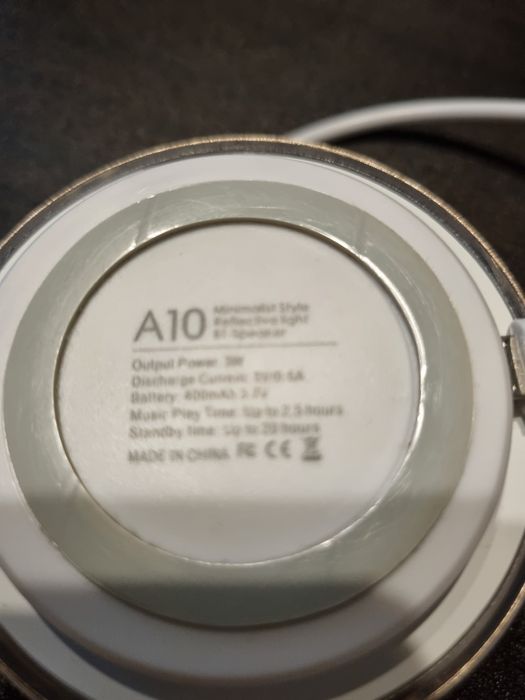 A10
Minimalist Style
Reflective light
BT Speaker
Output Power: 3W
Discharge Current: 5V/0.5A
Battery: 400mAh 3.7V
Music Play Time: Up to 2.5 hours
Standby time: Up to 20 hours
MADE IN CHINA FC CE